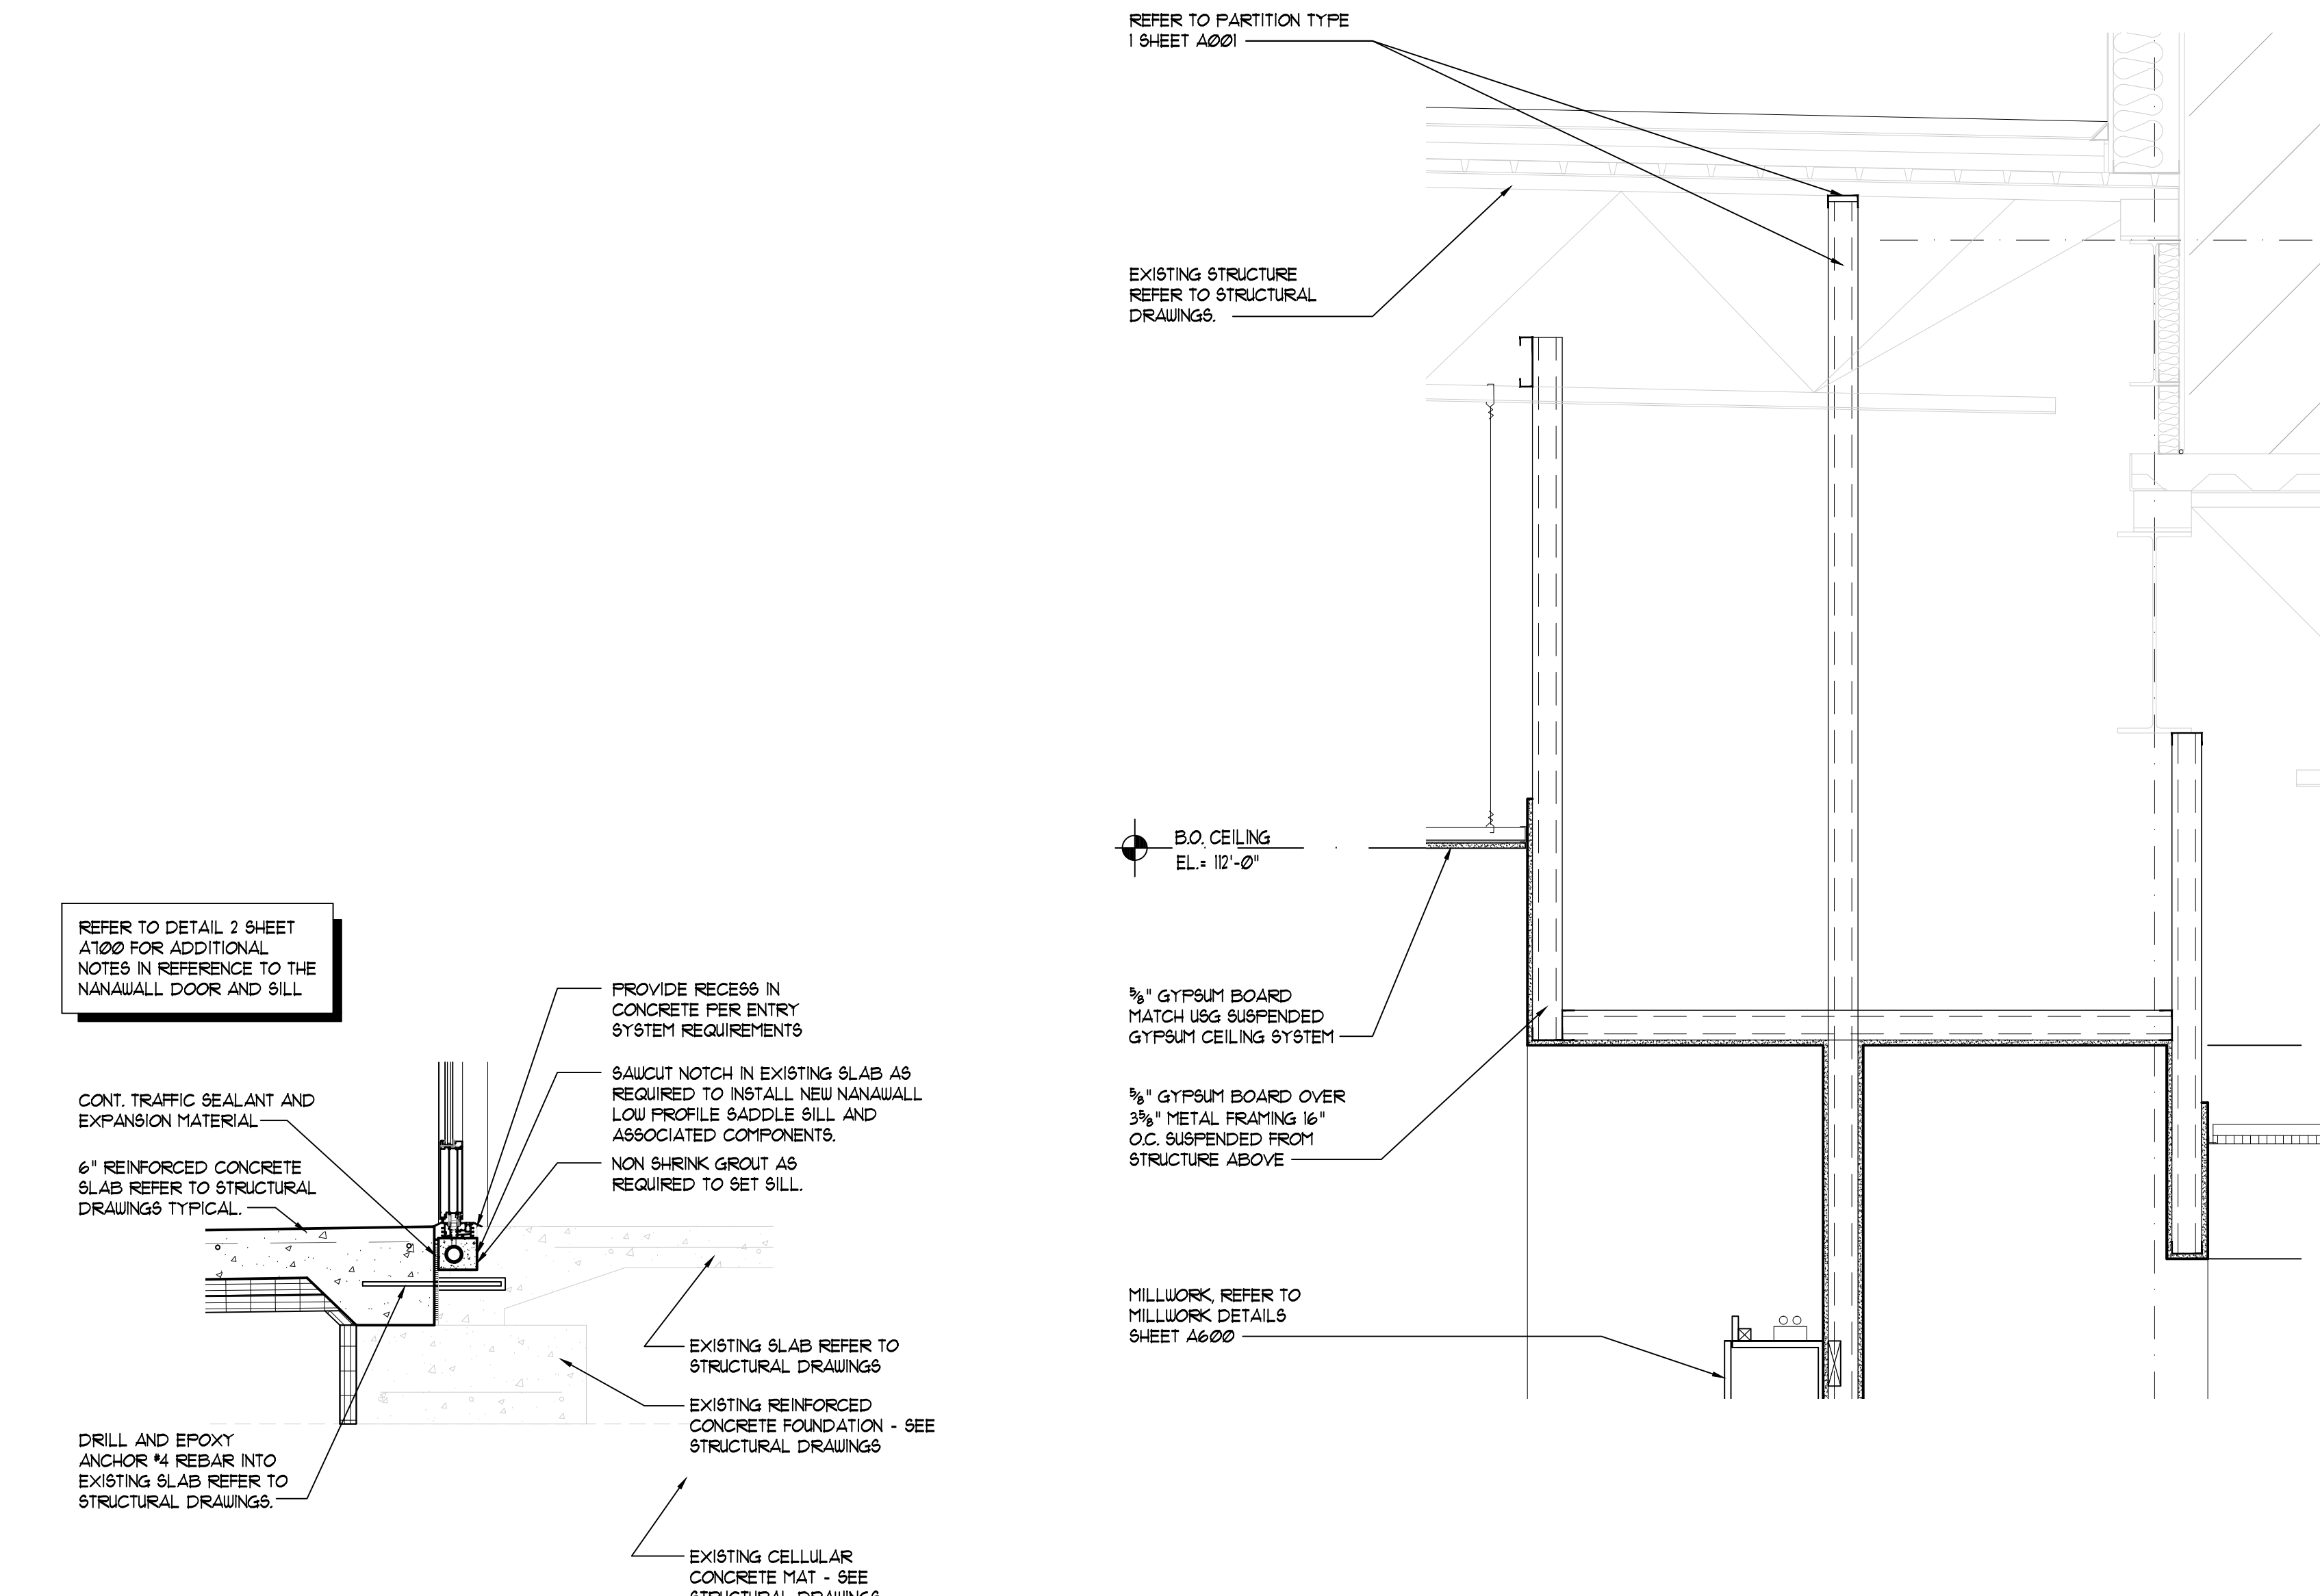 REFER TO PARTITION TYPE
1 SHEET A001
EXISTING STRUCTURE
REFER TO STRUCTURAL
DRAWINGS.
B.O. CEILING
EL.= 112'-0"
5/8" GYPSUM BOARD
MATCH USG SUSPENDED
GYPSUM CEILING SYSTEM
5/8" GYPSUM BOARD OVER
3 5/8" METAL FRAMING 16"
O.C. SUSPENDED FROM
STRUCTURE ABOVE
MILLWORK, REFER TO
MILLWORK DETAILS
SHEET A600
REFER TO DETAIL 2 SHEET
A700 FOR ADDITIONAL
NOTES IN REFERENCE TO THE
NANAWALL DOOR AND SILL
CONT. TRAFFIC SEALANT AND
EXPANSION MATERIAL
6" REINFORCED CONCRETE
SLAB REFER TO STRUCTURAL
DRAWINGS TYPICAL.
DRILL AND EPOXY
ANCHOR #4 REBAR INTO
EXISTING SLAB REFER TO
STRUCTURAL DRAWINGS.
PROVIDE RECESS IN
CONCRETE PER ENTRY
SYSTEM REQUIREMENTS
SAWCUT NOTCH IN EXISTING SLAB AS
REQUIRED TO INSTALL NEW NANAWALL
LOW PROFILE SADDLE SILL AND
ASSOCIATED COMPONENTS.
NON SHRINK GROUT AS
REQUIRED TO SET SILL.
EXISTING SLAB REFER TO
STRUCTURAL DRAWINGS
EXISTING REINFORCED
CONCRETE FOUNDATION - SEE
STRUCTURAL DRAWINGS
EXISTING CELLULAR
CONCRETE MAT - SEE